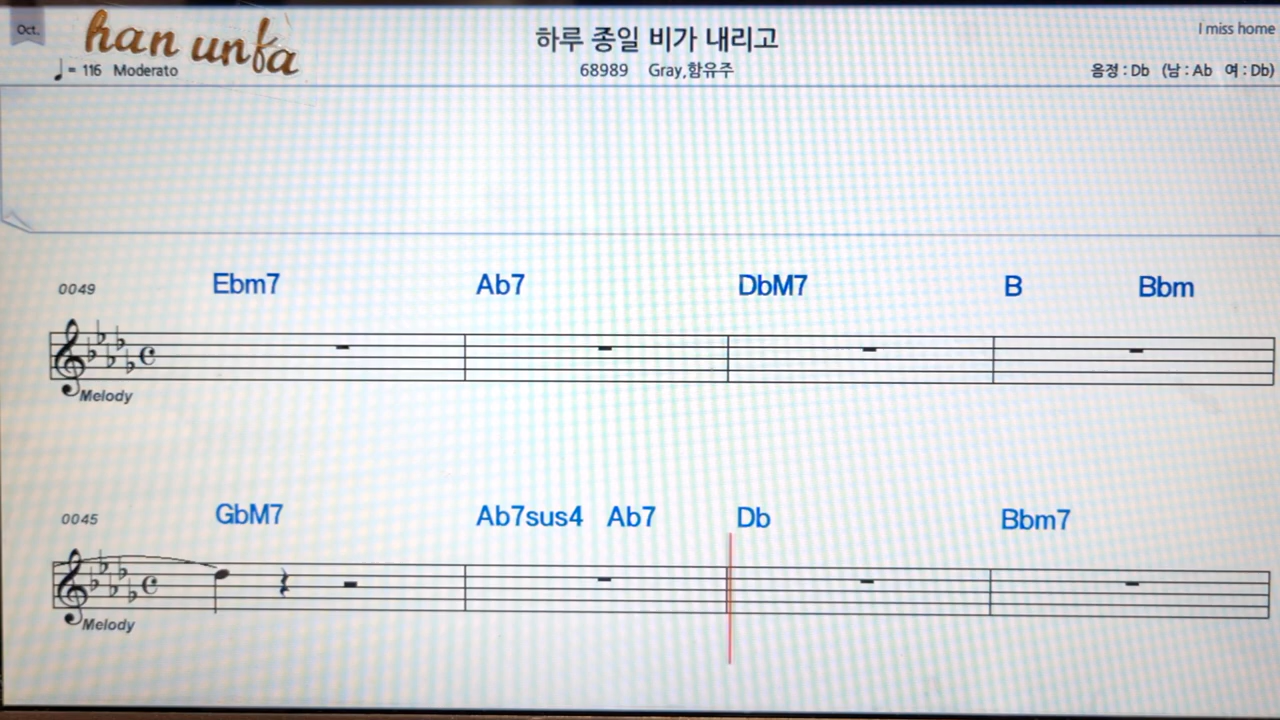 Oct.
han unfa
하루 종일 비가 내리고
I miss home
= 116 Moderato
68989 Gray,함유주
음정 : Db (남 : Ab 여 : Db)
0049 Ebm7 Ab7 DbM7 B Bbm
Melody
0045 GbM7 Ab7sus4 Ab7 Db Bbm7
Melody